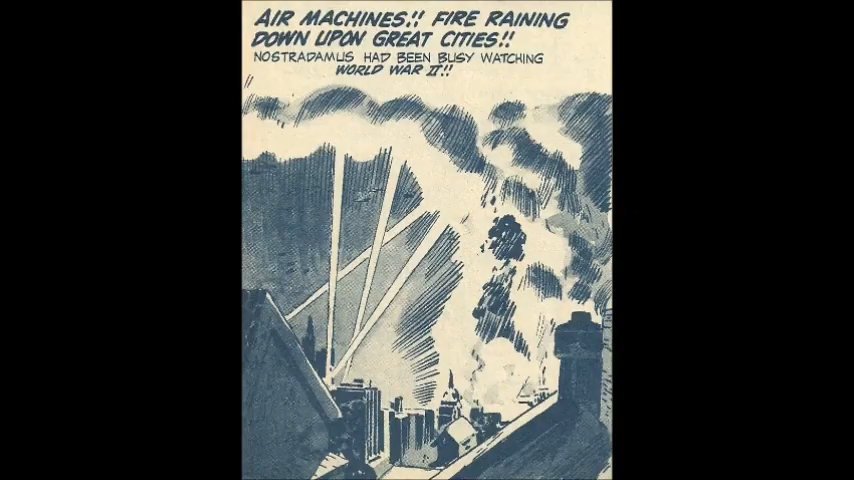 AIR MACHINES!! FIRE RAINING
DOWN UPON GREAT CITIES!!
NOSTRADAMUS HAD BEEN BUSY WATCHING
WORLD WAR II!!